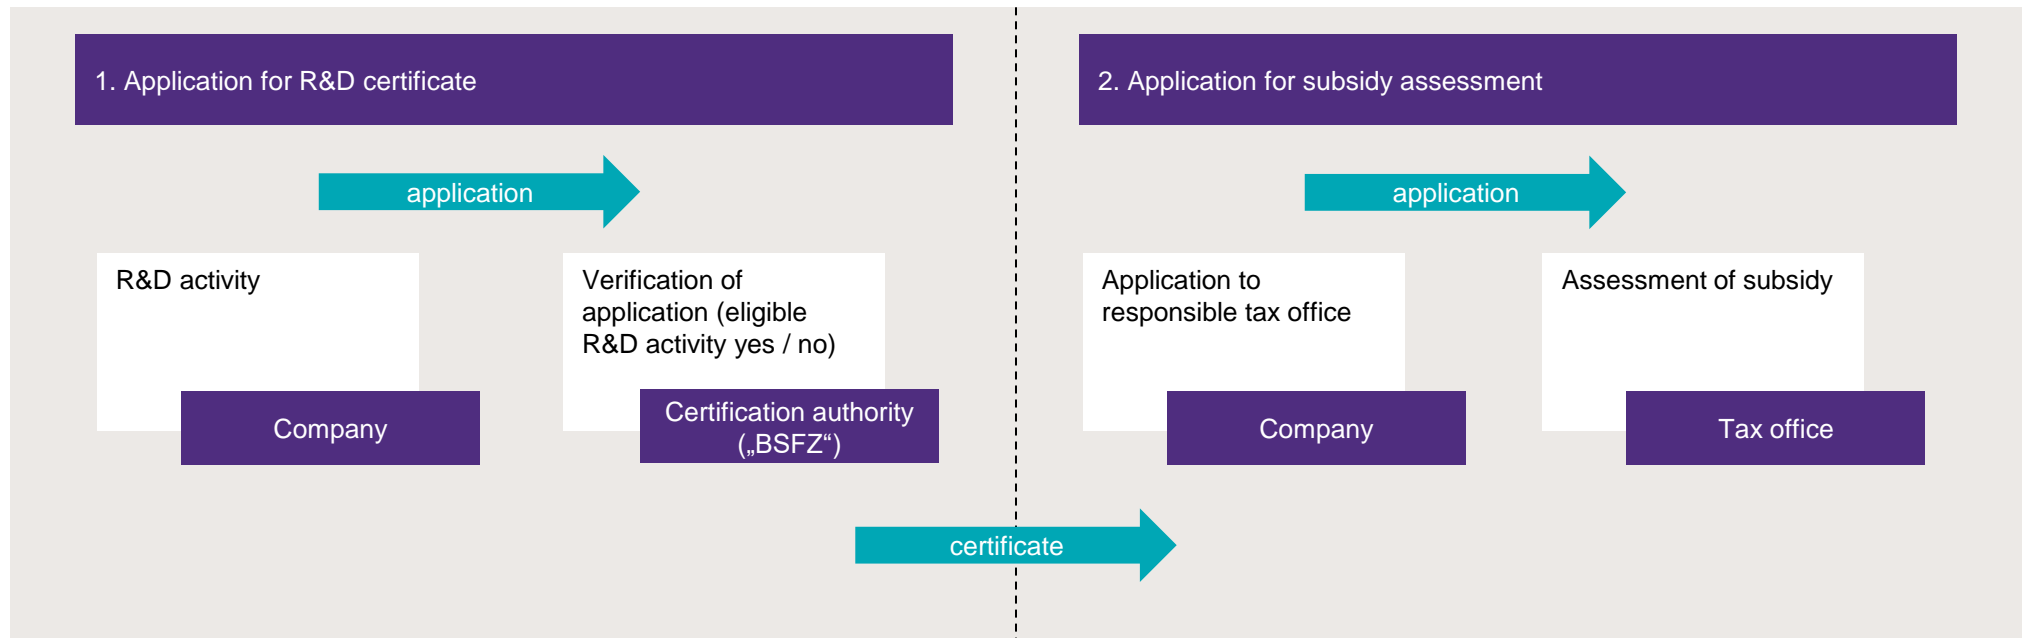 1. Application for R&D certificate
application
R&D activity
Company
Verification of
application (eligible
R&D activity yes / no)
Certification authority
(„BSFZ“)
certificate
2. Application for subsidy assessment
application
Application to
responsible tax office
Company
Assessment of subsidy
Tax office